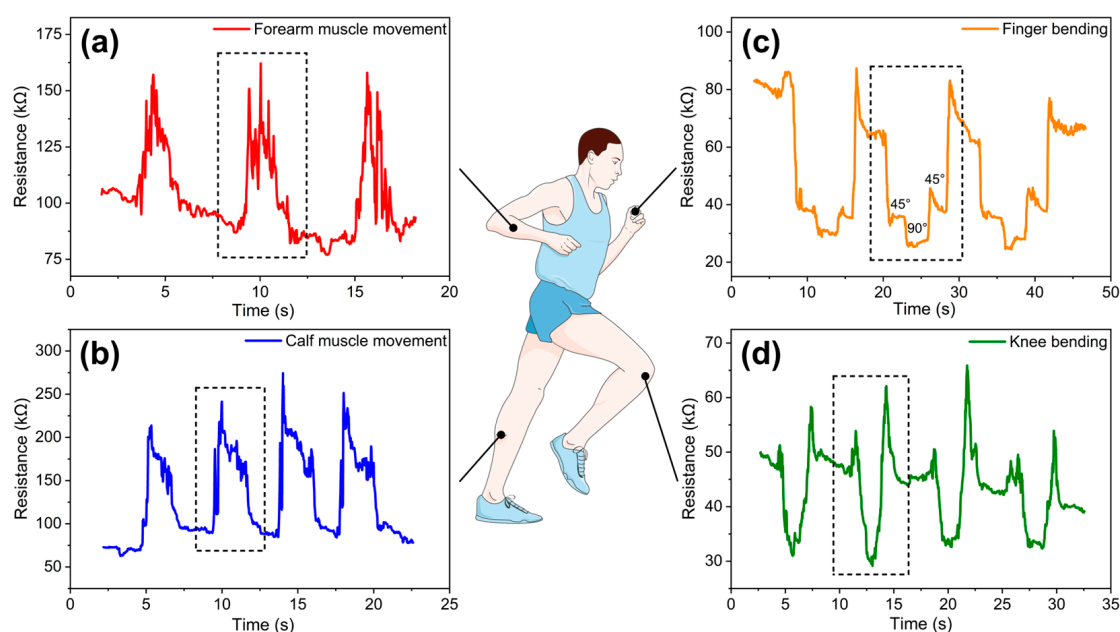 (a)
Forearm muscle movement
Resistance (kΩ)
175
150
125
100
75
0 5 10 15 20
Time (s)
(b)
Calf muscle movement
Resistance (kΩ)
300
250
200
150
100
50
0 5 10 15 20 25
Time (s)
(c)
Finger bending
Resistance (kΩ)
100
80
60
40
20
45°
45°
90°
0 10 20 30 40 50
Time (s)
(d)
Knee bending
Resistance (kΩ)
70
60
50
40
30
0 5 10 15 20 25 30 35
Time (s)